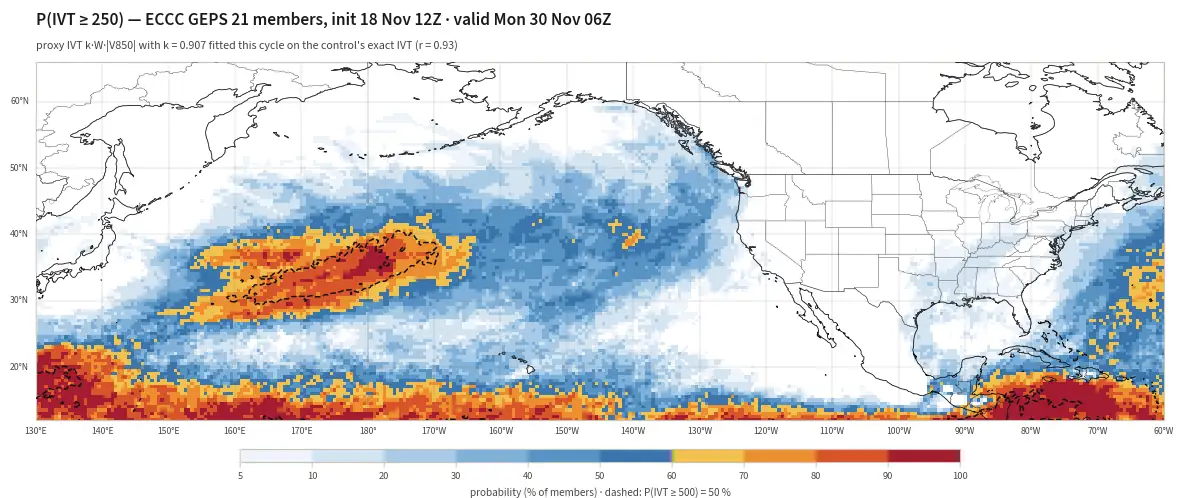 P(IVT ≥ 250) — ECCC GEPS 21 members, init 18 Nov 12Z · valid Mon 30 Nov 06Z
proxy IVT k·W·|V850| with k = 0.907 fitted this cycle on the control's exact IVT (r = 0.93)
60°N
50°N
40°N
30°N
20°N
130°E 140°E 150°E 160°E 170°E 180° 170°W 160°W 150°W 140°W 130°W 120°W 110°W 100°W 90°W 80°W 70°W 60°W
5 10 20 30 40 50 60 70 80 90 100
probability (% of members) · dashed: P(IVT ≥ 500) = 50 %